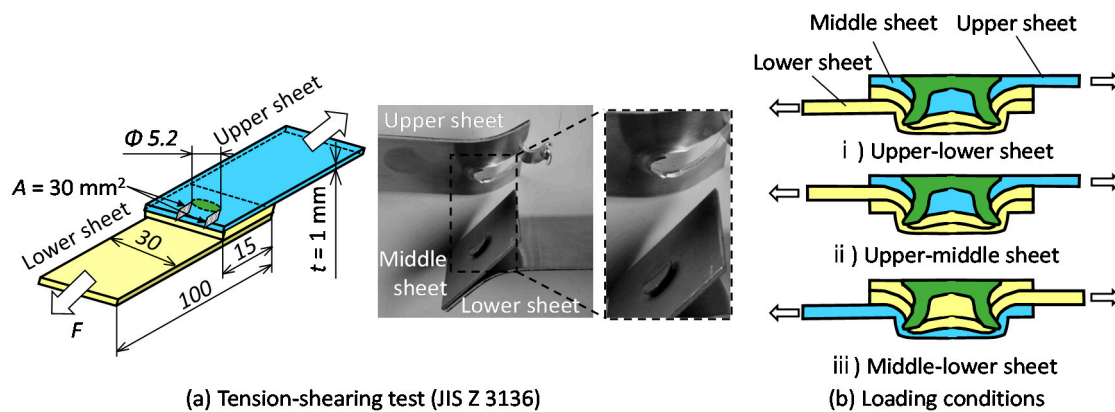 Upper sheet
Φ 5.2
A = 30 mm²
Lower sheet
30
15
100
t = 1 mm
F
Upper sheet
Middle
sheet
Lower sheet
(a) Tension-shearing test (JIS Z 3136)
Middle sheet
Upper sheet
Lower sheet
i ) Upper-lower sheet
ii ) Upper-middle sheet
iii ) Middle-lower sheet
(b) Loading conditions